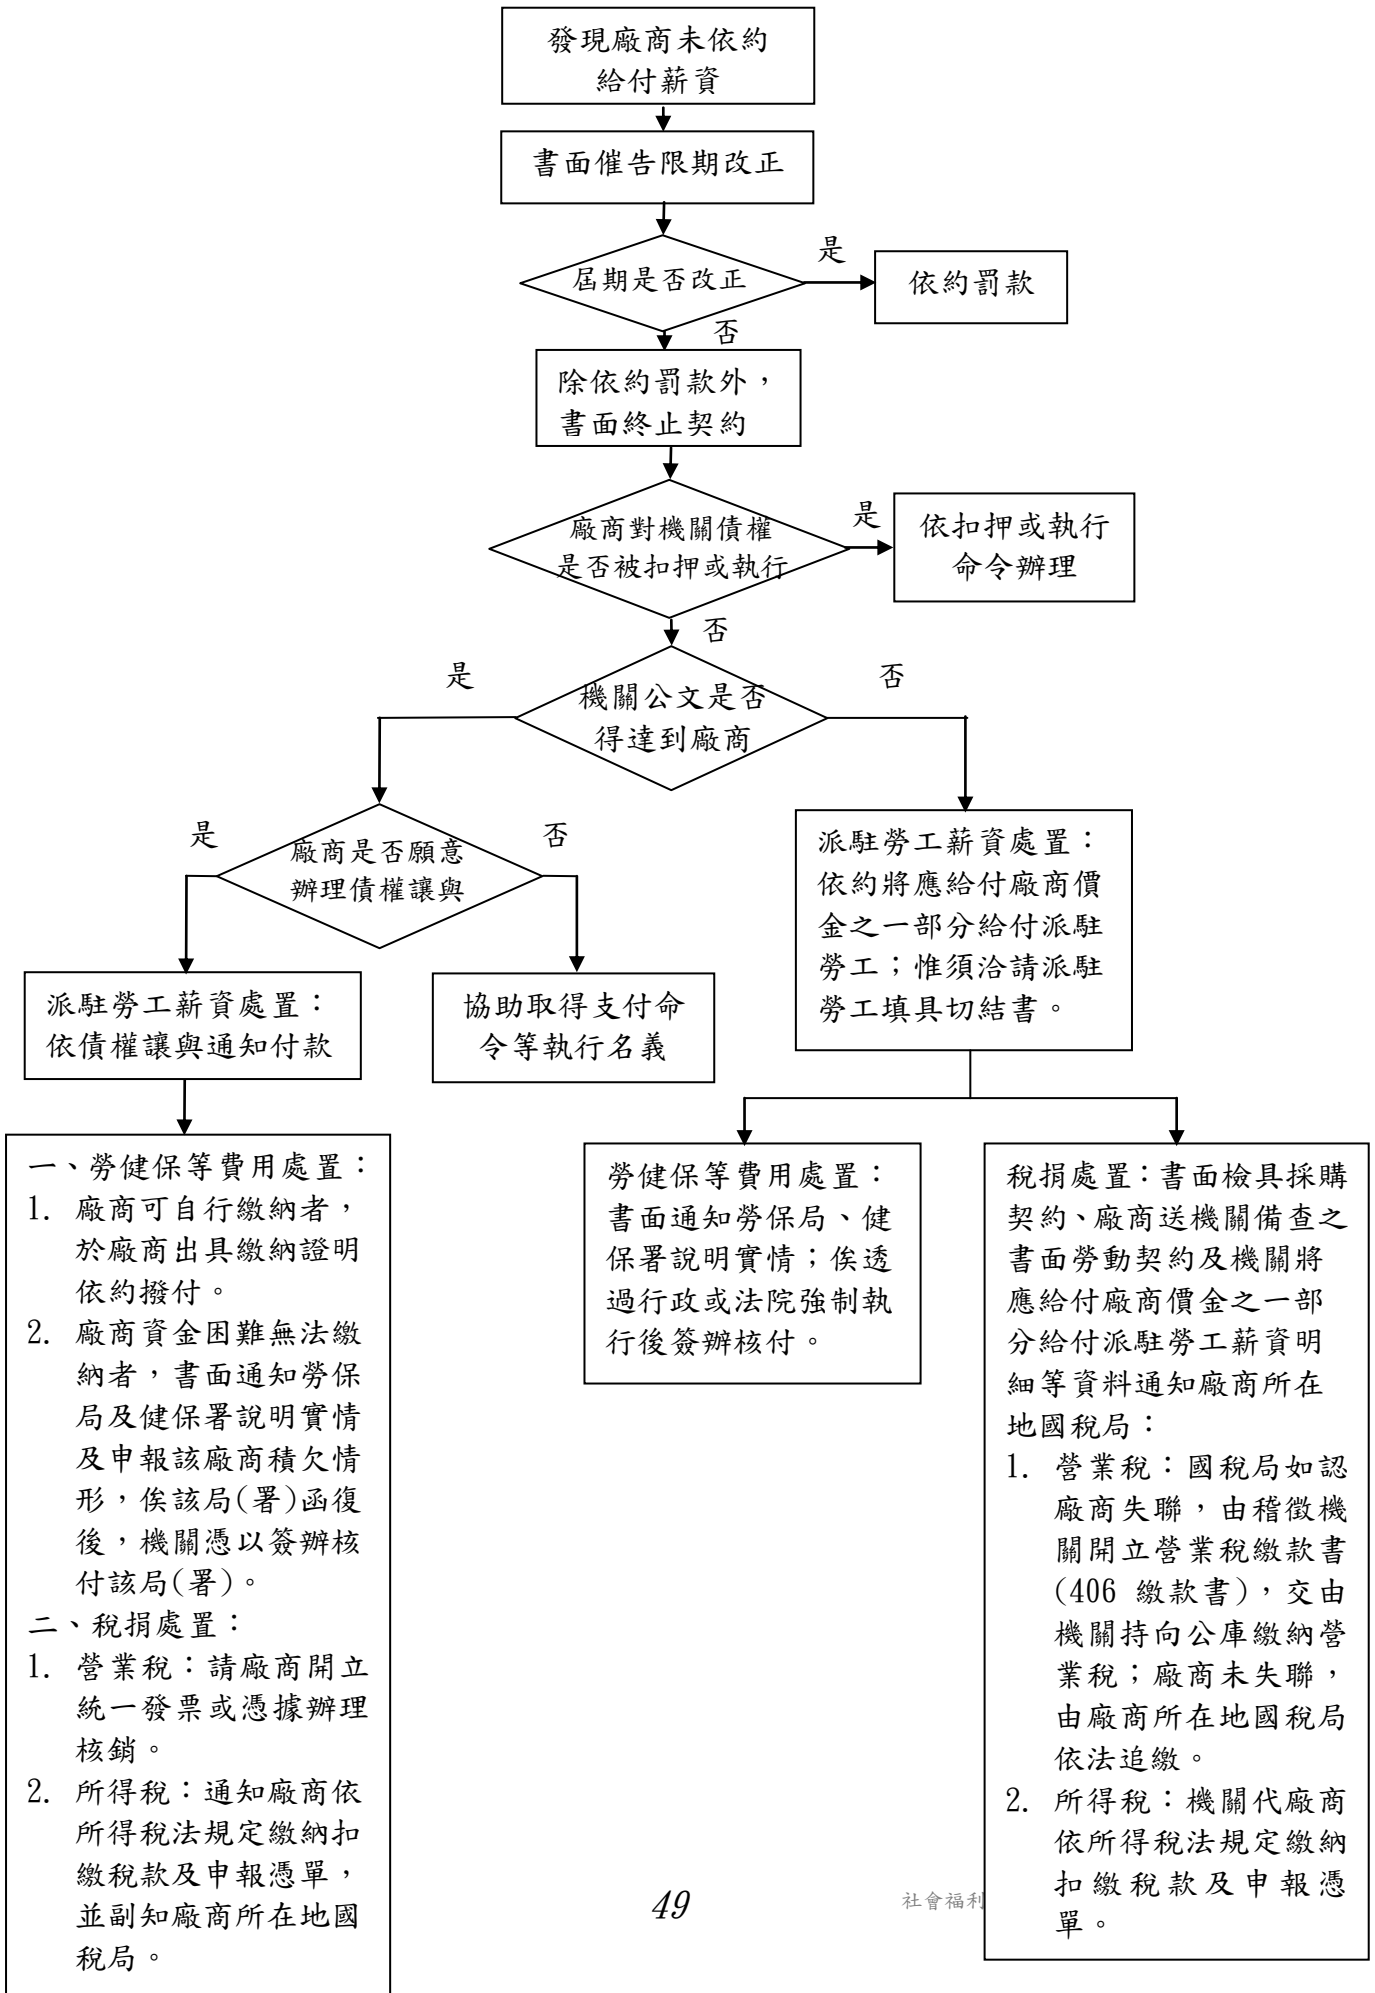 發現廠商未依約
給付薪資
書面催告限期改正
屆期是否改正
是
依約罰款
否
除依約罰款外，
書面終止契約
廠商對機關債權
是否被扣押或執行
是
依扣押或執行
命令辦理
否
機關公文是否
得達到廠商
是
否
廠商是否願意
辦理債權讓與
是
否
派駐勞工薪資處置：
依債權讓與通知付款
協助取得支付命
令等執行名義
派駐勞工薪資處置：
依約將應給付廠商價
金之一部分給付派駐
勞工；惟須洽請派駐
勞工填具切結書。
一、勞健保等費用處置：
1. 廠商可自行繳納者，
於廠商出具繳納證明
依約撥付。
2. 廠商資金困難無法繳
納者，書面通知勞保
局及健保署說明實情
及申報該廠商積欠情
形，俟該局(署)函復
後，機關憑以簽辦核
付該局(署)。
二、稅捐處置：
1. 營業稅：請廠商開立
統一發票或憑據辦理
核銷。
2. 所得稅：通知廠商依
所得稅法規定繳納扣
繳稅款及申報憑單，
並副知廠商所在地國
稅局。
勞健保等費用處置：
書面通知勞保局、健
保署說明實情；俟透
過行政或法院強制執
行後簽辦核付。
稅捐處置：書面檢具採購
契約、廠商送機關備查之
書面勞動契約及機關將
應給付廠商價金之一部
分給付派駐勞工薪資明
細等資料通知廠商所在
地國稅局：
1. 營業稅：國稅局如認
廠商失聯，由稽徵機
關開立營業稅繳款書
(406 繳款書)，交由
機關持向公庫繳納營
業稅；廠商未失聯，
由廠商所在地國稅局
依法追繳。
2. 所得稅：機關代廠商
依所得稅法規定繳納
扣繳稅款及申報憑
單。
49
社會福利